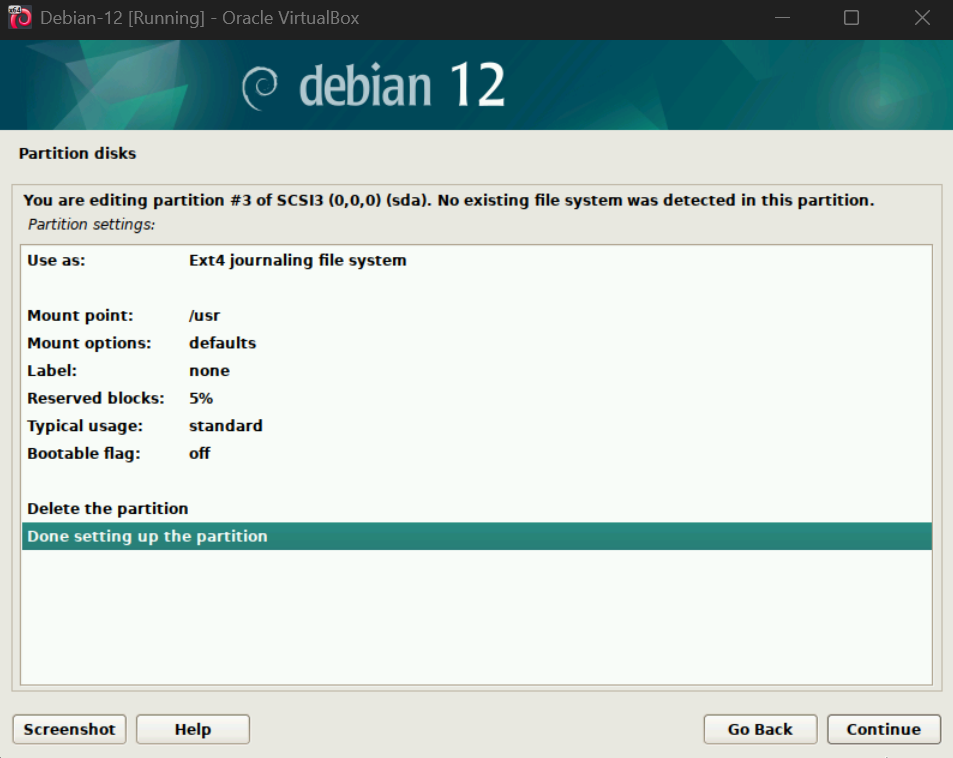 Debian-12 [Running] - Oracle VirtualBox
debian 12
Partition disks
You are editing partition #3 of SCSI3 (0,0,0) (sda). No existing file system was detected in this partition.
Partition settings:
Use as: Ext4 journaling file system
Mount point: /usr
Mount options: defaults
Label: none
Reserved blocks: 5%
Typical usage: standard
Bootable flag: off
Delete the partition
Done setting up the partition
Screenshot Help Go Back Continue